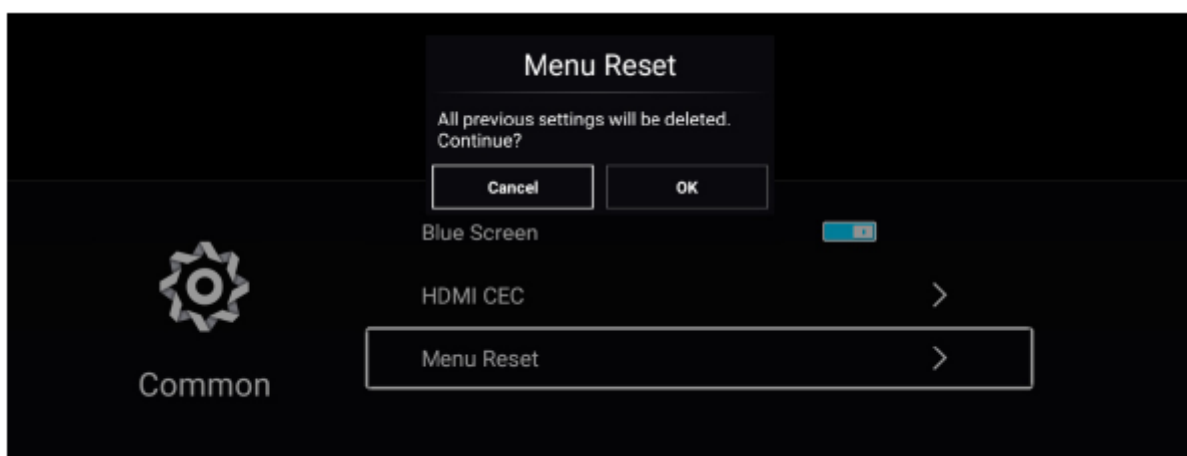 Menu Reset
All previous settings will be deleted.
Continue?
Cancel OK
Blue Screen
HDMI CEC
Menu Reset
Common